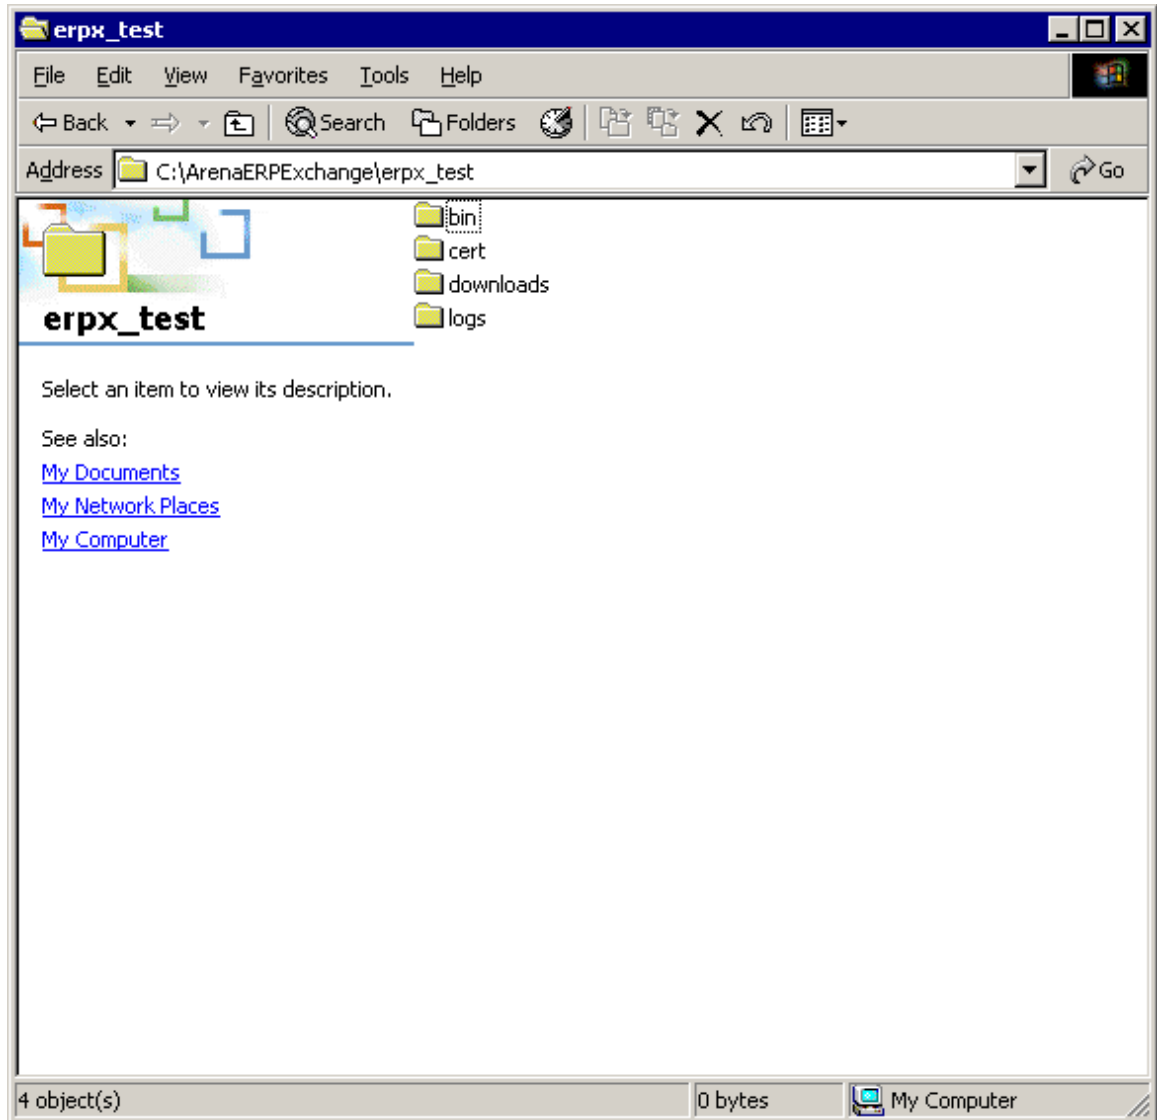 erpx_test
File Edit View Favorites Tools Help
Back Search Folders
Address C:\ArenaERPExchange\erpx_test Go
bin
cert
downloads
logs
erpx_test
Select an item to view its description.
See also:
My Documents
My Network Places
My Computer
4 object(s) 0 bytes My Computer